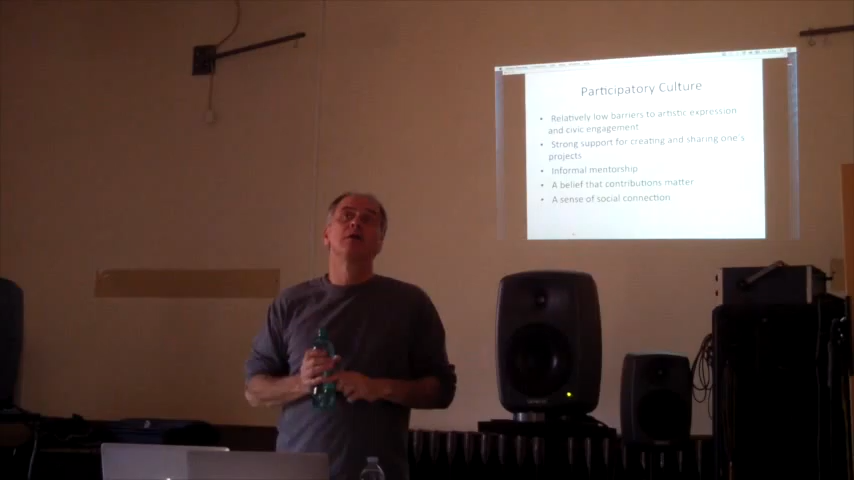 Participatory Culture
• Relatively low barriers to artistic expression
and civic engagement
• Strong support for creating and sharing one's
projects
• Informal mentorship
• A belief that contributions matter
• A sense of social connection